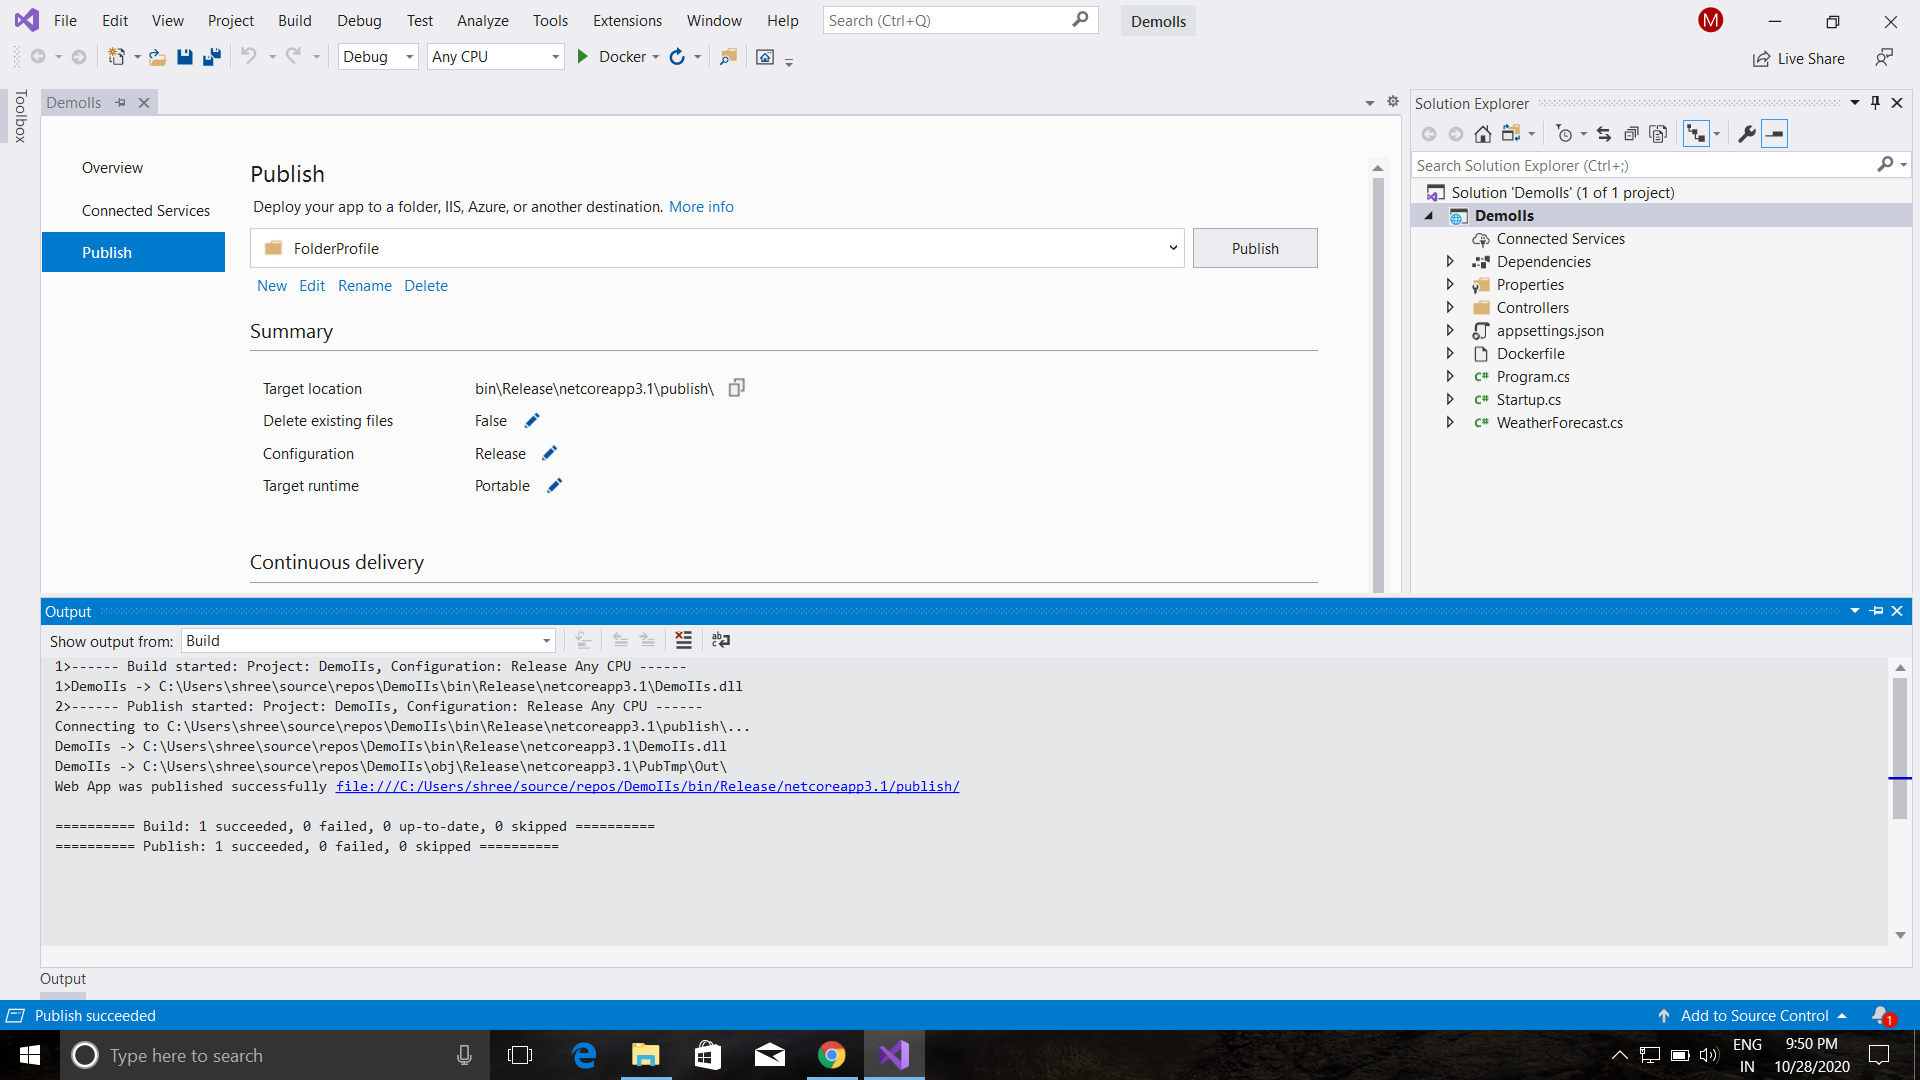 File Edit View Project Build Debug Test Analyze Tools Extensions Window Help Search (Ctrl+Q) DemoIIs M
Debug Any CPU Docker Live Share
Toolbox
DemoIIs
Overview
Connected Services
Publish
Publish
Deploy your app to a folder, IIS, Azure, or another destination. More info
FolderProfile Publish
New Edit Rename Delete
Summary
Target location bin\Release\netcoreapp3.1\publish\
Delete existing files False
Configuration Release
Target runtime Portable
Continuous delivery
Solution Explorer
Search Solution Explorer (Ctrl+;)
Solution 'DemoIIs' (1 of 1 project)
DemoIIs
Connected Services
Dependencies
Properties
Controllers
appsettings.json
Dockerfile
C# Program.cs
C# Startup.cs
C# WeatherForecast.cs
Output
Show output from: Build
1>------ Build started: Project: DemoIIs, Configuration: Release Any CPU ------
1>DemoIIs -> C:\Users\shree\source\repos\DemoIIs\bin\Release\netcoreapp3.1\DemoIIs.dll
2>------ Publish started: Project: DemoIIs, Configuration: Release Any CPU ------
Connecting to C:\Users\shree\source\repos\DemoIIs\bin\Release\netcoreapp3.1\publish\...
DemoIIs -> C:\Users\shree\source\repos\DemoIIs\bin\Release\netcoreapp3.1\DemoIIs.dll
DemoIIs -> C:\Users\shree\source\repos\DemoIIs\obj\Release\netcoreapp3.1\PubTmp\Out\
Web App was published successfully file:///C:/Users/shree/source/repos/DemoIIs/bin/Release/netcoreapp3.1/publish/
========== Build: 1 succeeded, 0 failed, 0 up-to-date, 0 skipped ==========
========== Publish: 1 succeeded, 0 failed, 0 skipped ==========
Output
Publish succeeded Add to Source Control 1
Type here to search ENG 9:50 PM
IN 10/28/2020